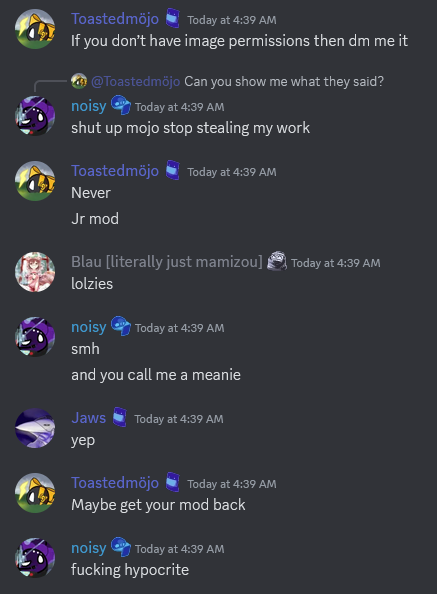 Toastedmöjo Today at 4:39 AM
If you don't have image permissions then dm me it
@Toastedmöjo Can you show me what they said?
noisy Today at 4:39 AM
shut up mojo stop stealing my work
Toastedmöjo Today at 4:39 AM
Never
Jr mod
Blau [literally just mamizou] Today at 4:39 AM
lolzies
noisy Today at 4:39 AM
smh
and you call me a meanie
Jaws Today at 4:39 AM
yep
Toastedmöjo Today at 4:39 AM
Maybe get your mod back
noisy Today at 4:39 AM
fucking hypocrite